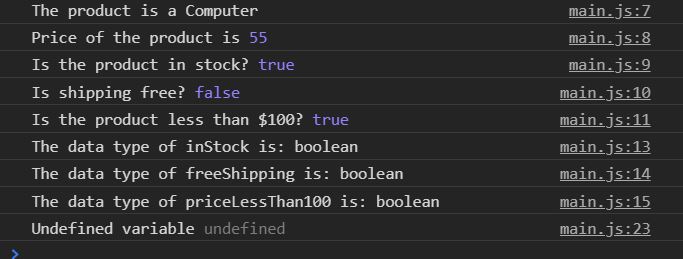 The product is a Computer main.js:7
Price of the product is 55 main.js:8
Is the product in stock? true main.js:9
Is shipping free? false main.js:10
Is the product less than $100? true main.js:11
The data type of inStock is: boolean main.js:13
The data type of freeShipping is: boolean main.js:14
The data type of priceLessThan100 is: boolean main.js:15
Undefined variable undefined main.js:23